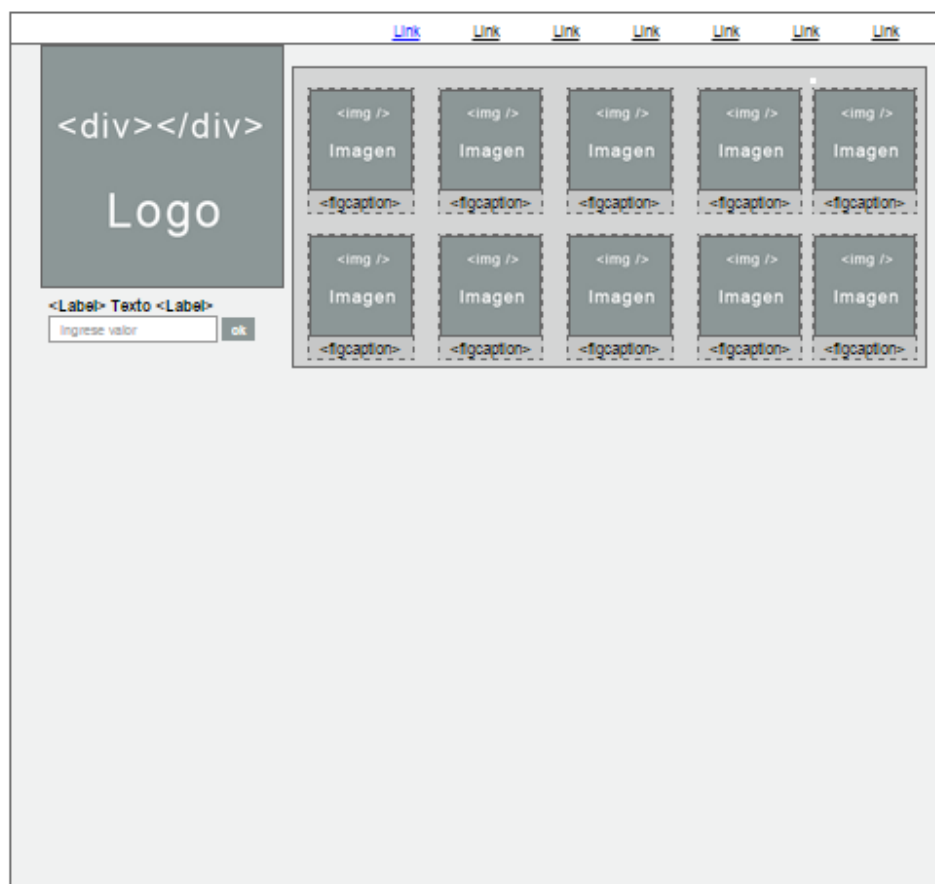 Link Link Link Link Link Link Link
<div></div>
Logo
<Label> Texto <Label>
Ingrese valor ok
<img /> <img /> <img /> <img /> <img />
Imagen Imagen Imagen Imagen Imagen
<figcaption> <figcaption> <figcaption> <figcaption> <figcaption>
<img /> <img /> <img /> <img /> <img />
Imagen Imagen Imagen Imagen Imagen
<figcaption> <figcaption> <figcaption> <figcaption> <figcaption>